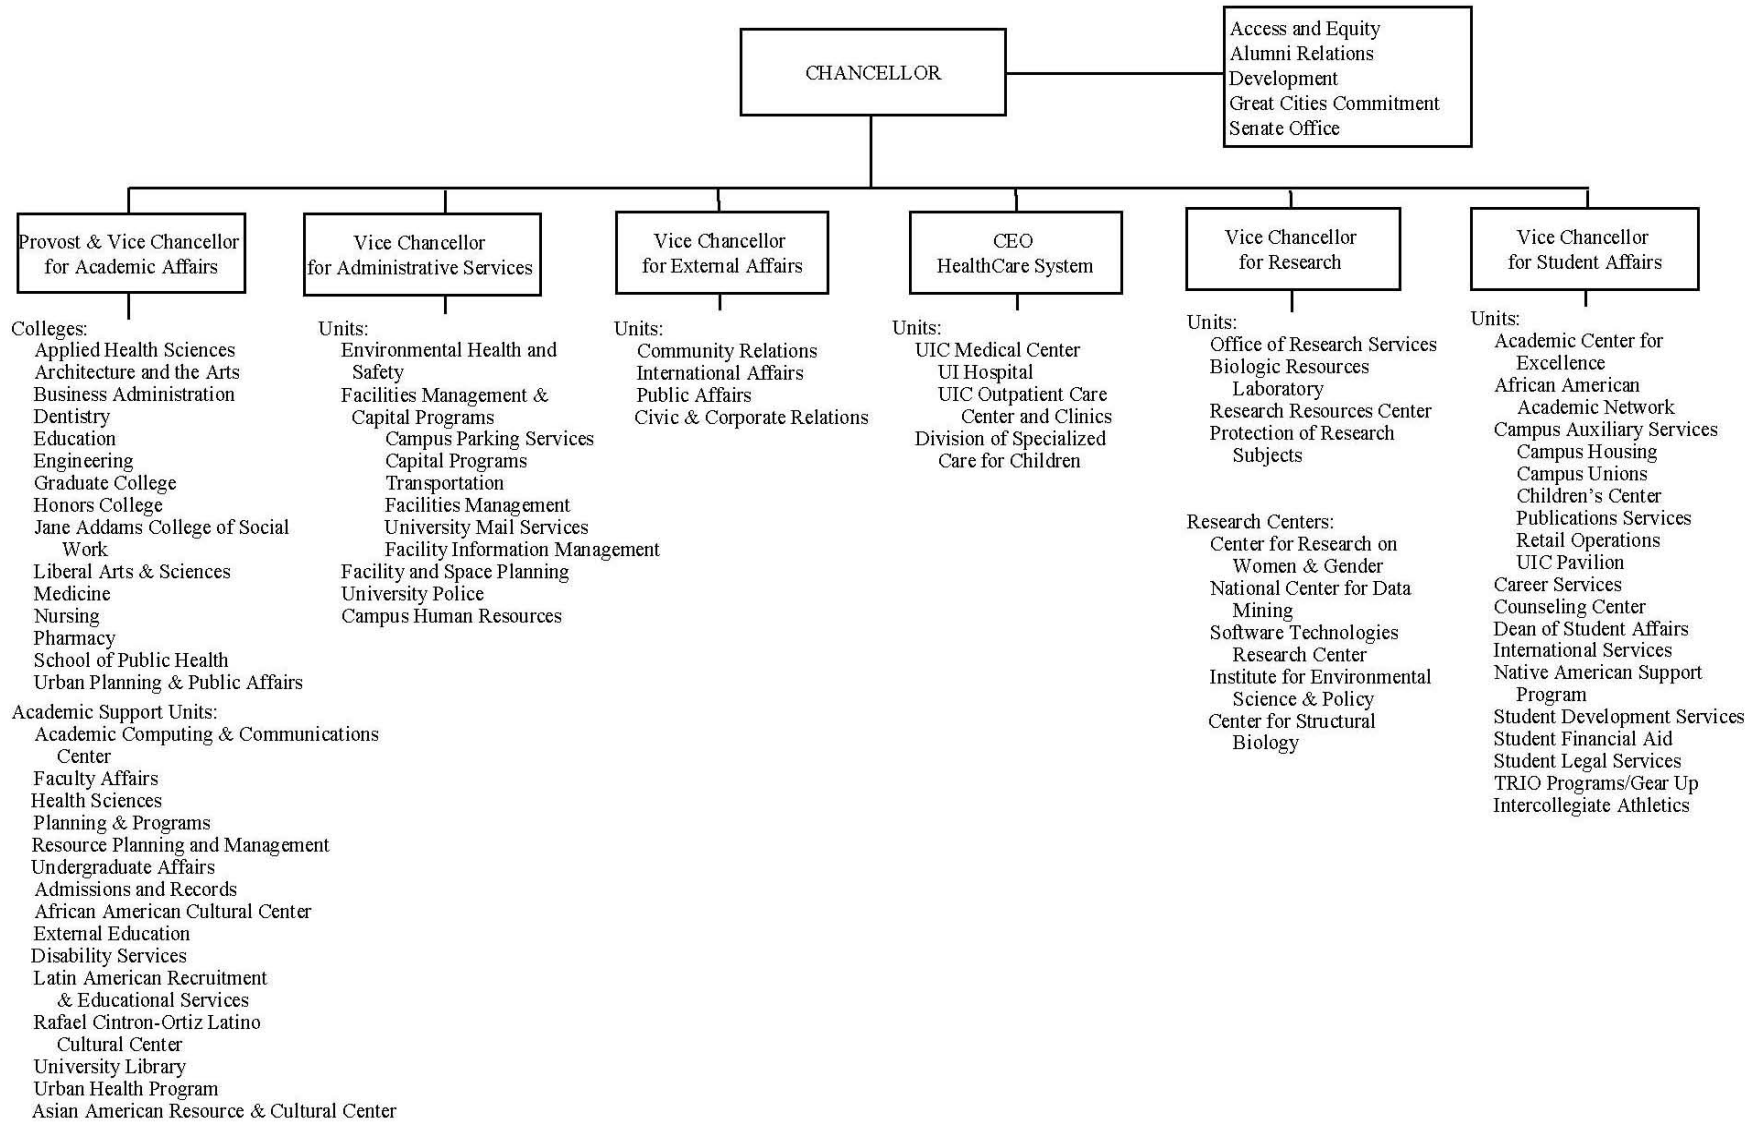 CHANCELLOR
Access and Equity
Alumni Relations
Development
Great Cities Commitment
Senate Office
Provost & Vice Chancellor
for Academic Affairs
Colleges:
Applied Health Sciences
Architecture and the Arts
Business Administration
Dentistry
Education
Engineering
Graduate College
Honors College
Jane Addams College of Social
Work
Liberal Arts & Sciences
Medicine
Nursing
Pharmacy
School of Public Health
Urban Planning & Public Affairs
Academic Support Units:
Academic Computing & Communications
Center
Faculty Affairs
Health Sciences
Planning & Programs
Resource Planning and Management
Undergraduate Affairs
Admissions and Records
African American Cultural Center
External Education
Disability Services
Latin American Recruitment
& Educational Services
Rafael Cintron-Ortiz Latino
Cultural Center
University Library
Urban Health Program
Asian American Resource & Cultural Center
Vice Chancellor
for Administrative Services
Units:
Environmental Health and
Safety
Facilities Management &
Capital Programs
Campus Parking Services
Capital Programs
Transportation
Facilities Management
University Mail Services
Facility Information Management
Facility and Space Planning
University Police
Campus Human Resources
Vice Chancellor
for External Affairs
Units:
Community Relations
International Affairs
Public Affairs
Civic & Corporate Relations
CEO
HealthCare System
Units:
UIC Medical Center
UI Hospital
UIC Outpatient Care
Center and Clinics
Division of Specialized
Care for Children
Vice Chancellor
for Research
Units:
Office of Research Services
Biologic Resources
Laboratory
Research Resources Center
Protection of Research
Subjects
Research Centers:
Center for Research on
Women & Gender
National Center for Data
Mining
Software Technologies
Research Center
Institute for Environmental
Science & Policy
Center for Structural
Biology
Vice Chancellor
for Student Affairs
Units:
Academic Center for
Excellence
African American
Academic Network
Campus Auxiliary Services
Campus Housing
Campus Unions
Children’s Center
Publications Services
Retail Operations
UIC Pavilion
Career Services
Counseling Center
Dean of Student Affairs
International Services
Native American Support
Program
Student Development Services
Student Financial Aid
Student Legal Services
TRIO Programs/Gear Up
Intercollegiate Athletics